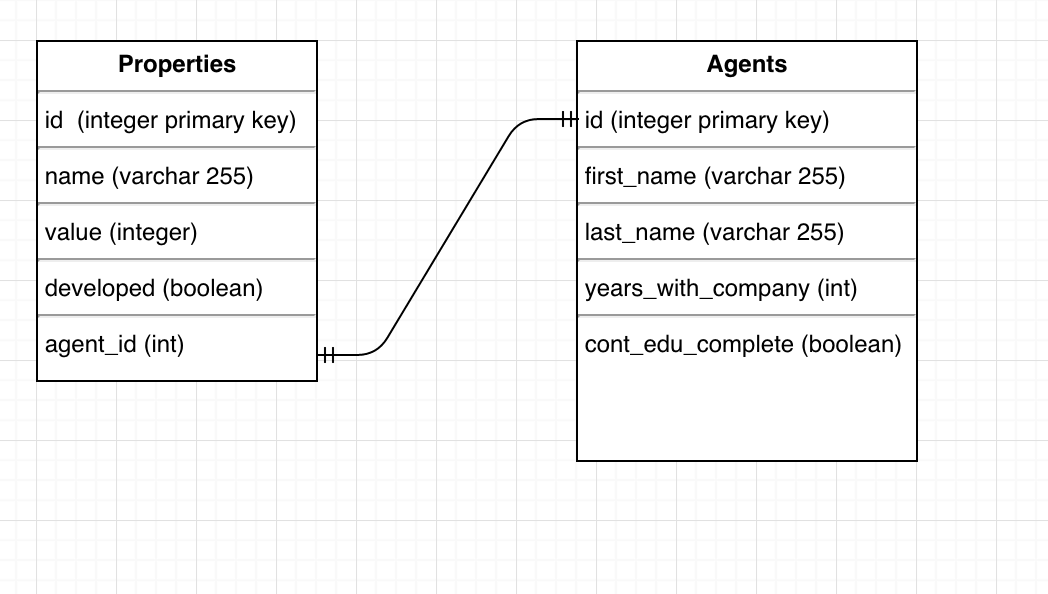 Properties
id  (integer primary key)
name (varchar 255)
value (integer)
developed (boolean)
agent_id (int)
Agents
id (integer primary key)
first_name (varchar 255)
last_name (varchar 255)
years_with_company (int)
cont_edu_complete (boolean)